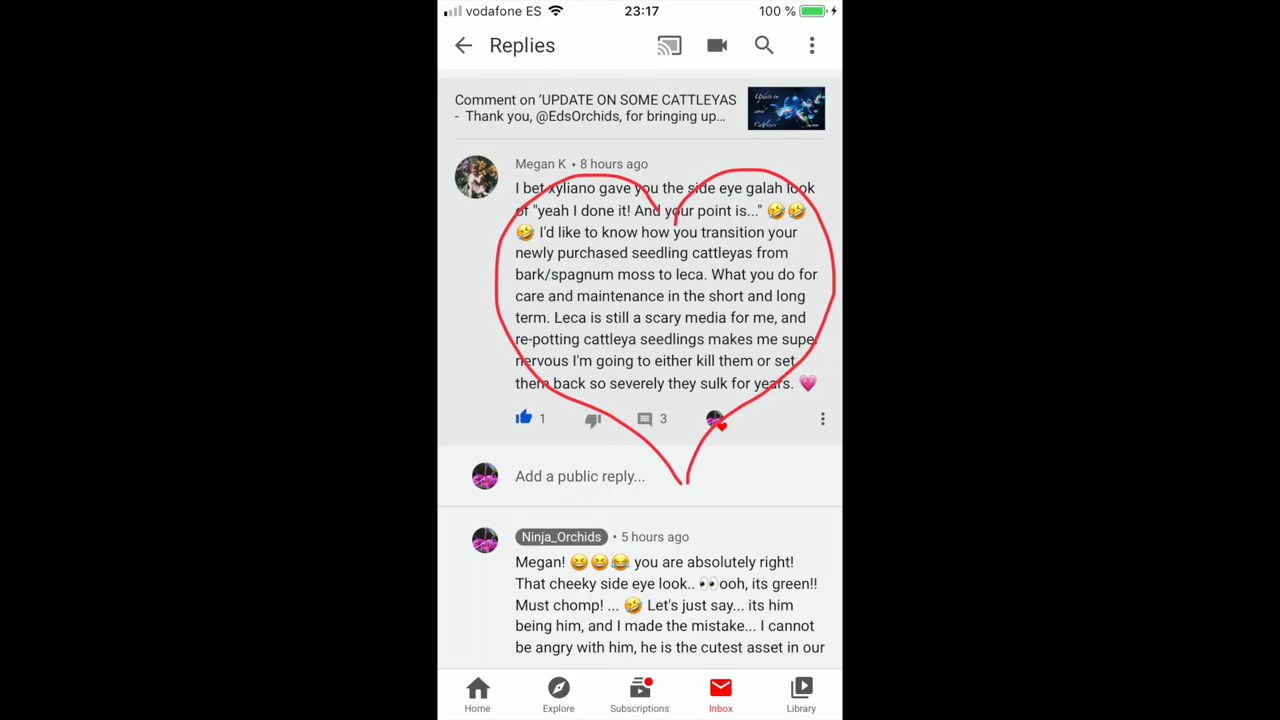 vodafone ES 23:17 100 %
Replies
Comment on ‘UPDATE ON SOME CATTLEYAS
- Thank you, @EdsOrchids, for bringing up...
Update on
some
Cattleyas
Megan K • 8 hours ago
I bet xyliano gave you the side eye galah look
of "yeah I done it! And your point is..." 🤣🤣
🤣 I'd like to know how you transition your
newly purchased seedling cattleyas from
bark/spagnum moss to leca. What you do for
care and maintenance in the short and long
term. Leca is still a scary media for me, and
re-potting cattleya seedlings makes me super
nervous I'm going to either kill them or set
them back so severely they sulk for years. 💗
1 3
Add a public reply...
Ninja_Orchids • 5 hours ago
Megan! 😆😆😂 you are absolutely right!
That cheeky side eye look.. 👀ooh, its green!!
Must chomp! ... 🤣 Let's just say... its him
being him, and I made the mistake... I cannot
be angry with him, he is the cutest asset in our
Home Explore Subscriptions Inbox Library